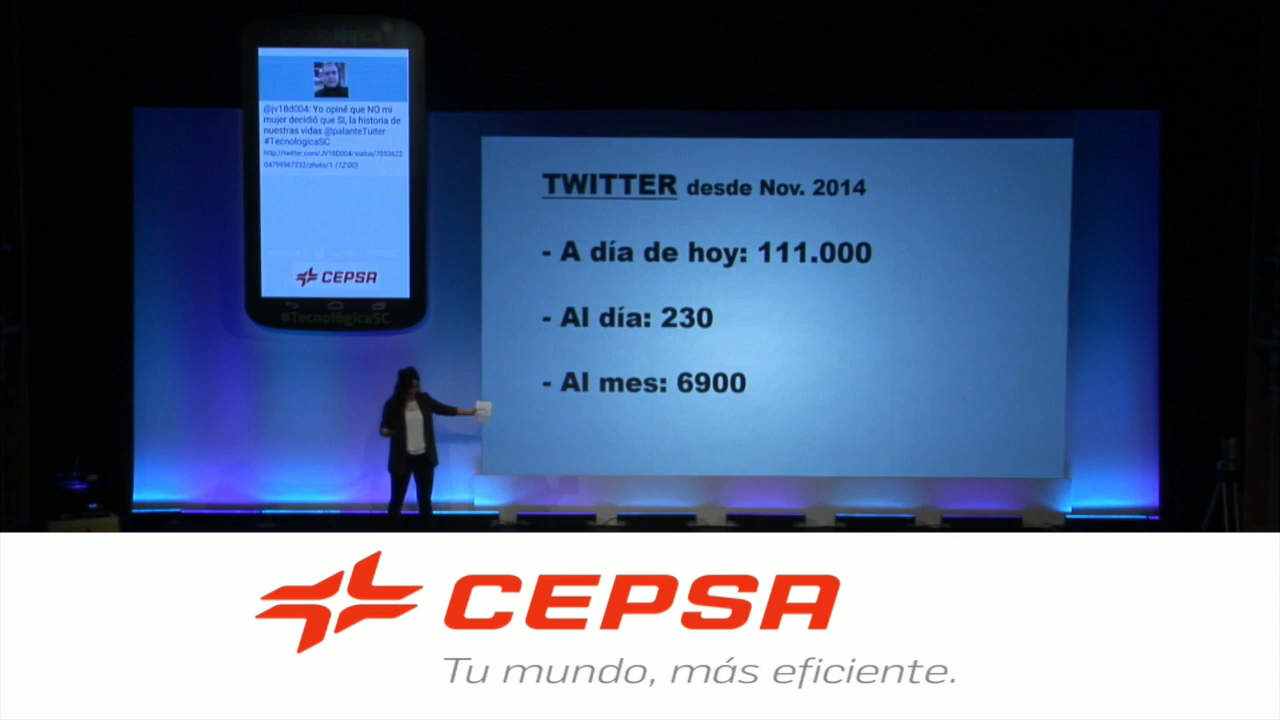 @jv18d004: Yo opiné que NO mi
mujer decidió que SI, la historia de
nuestras vidas @palanteTuiter
#TecnologicaSC
CEPSA
#TecnológicaSC
TWITTER desde Nov. 2014
- A día de hoy: 111.000
- Al día: 230
- Al mes: 6900
CEPSA
Tu mundo, más eficiente.